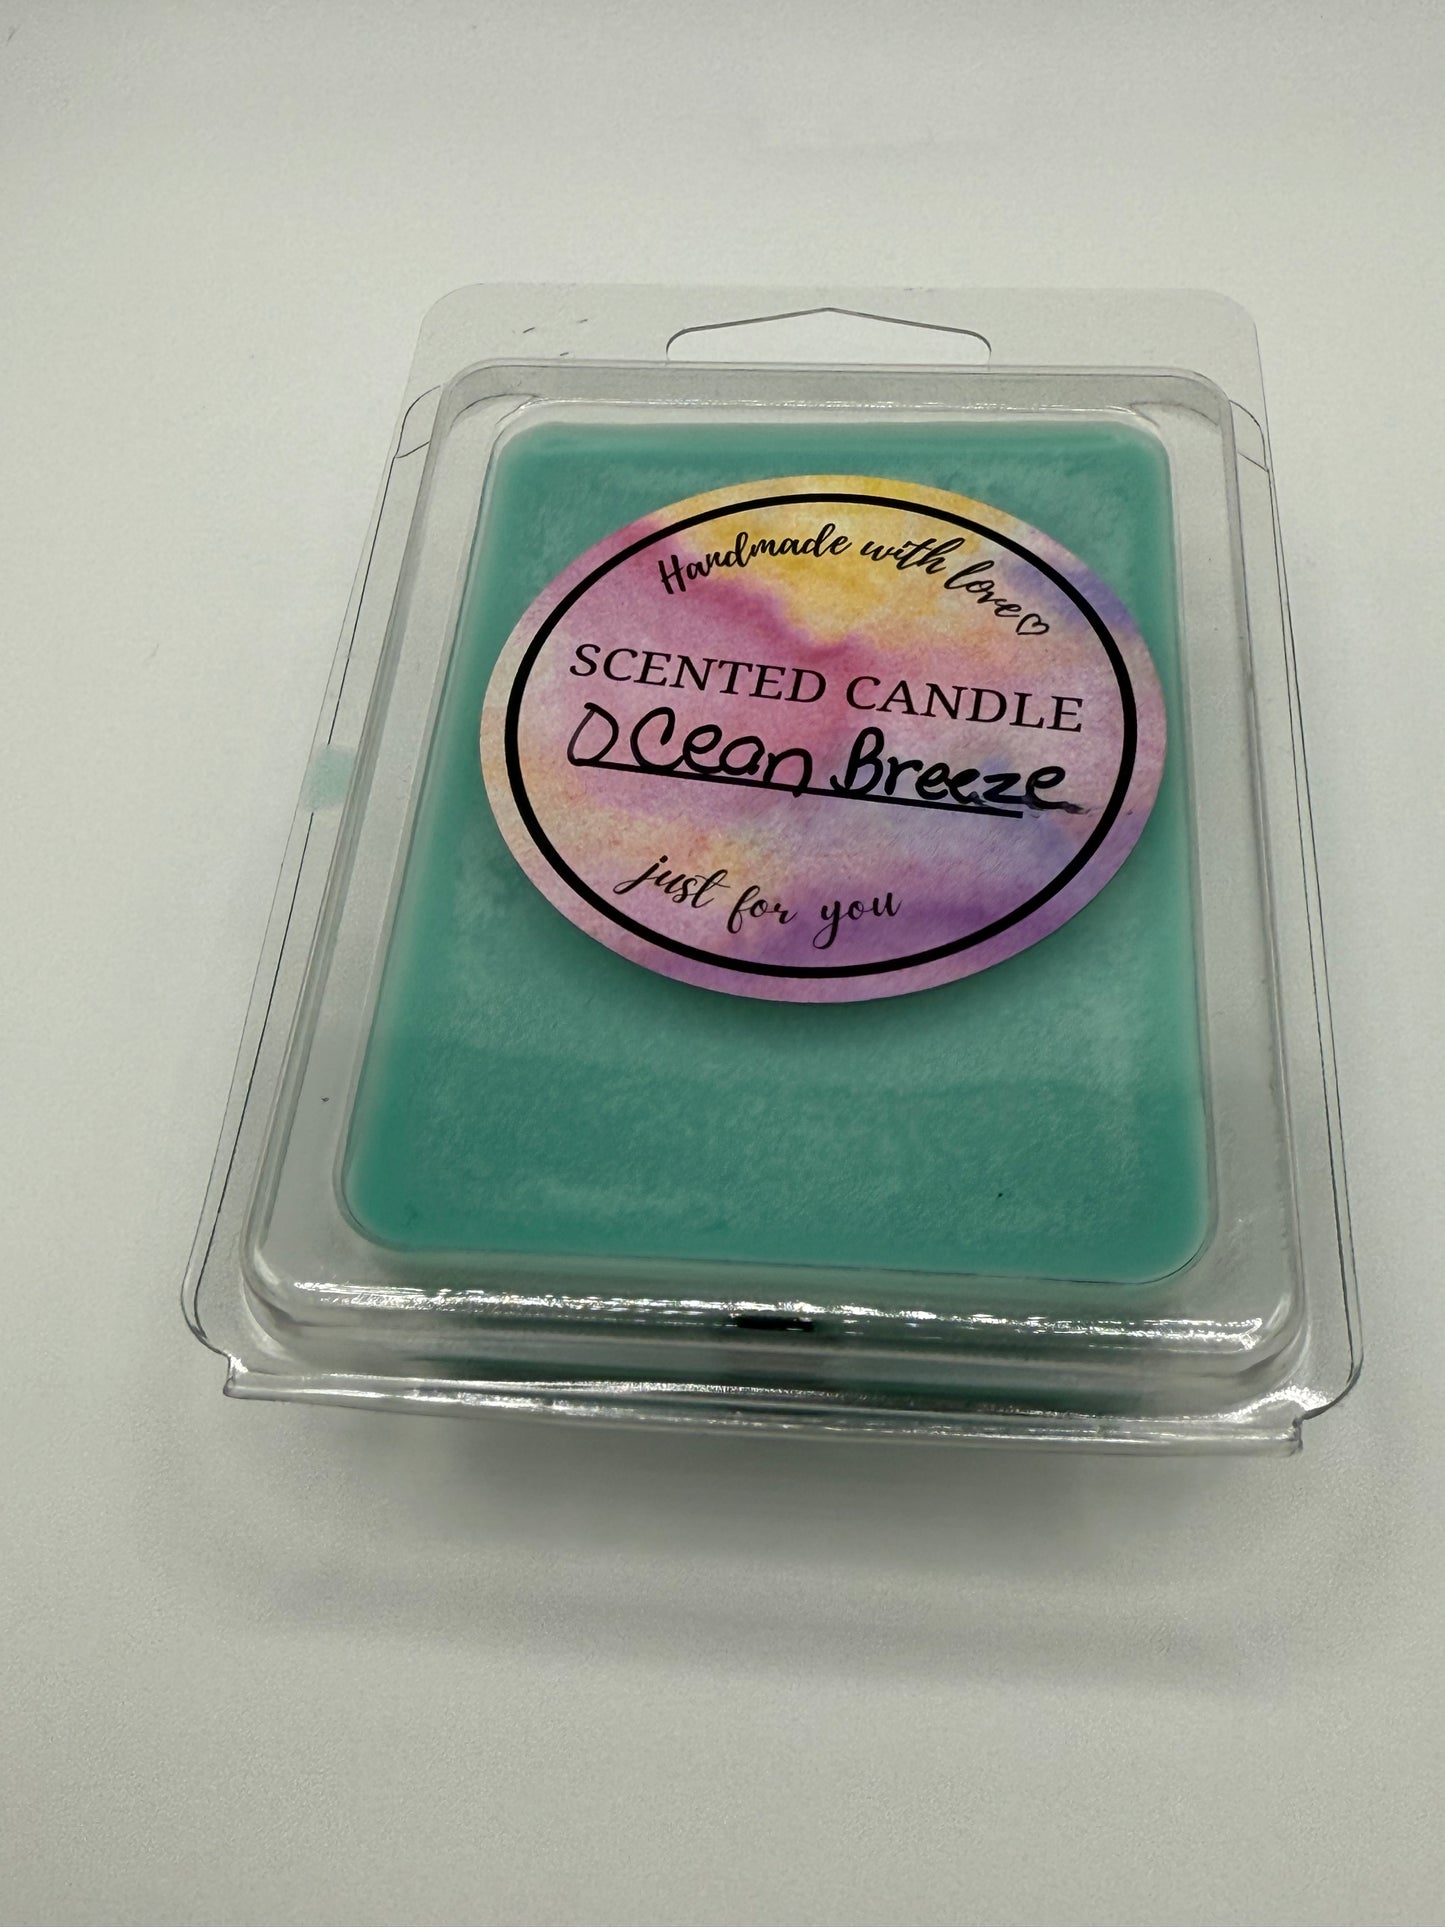 Handmade with love♡
SCENTED CANDLE
Ocean Breeze
just for you